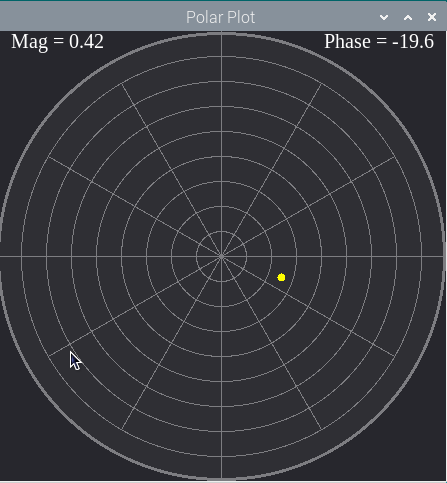 Polar Plot
Mag = 0.42
Phase = -19.6